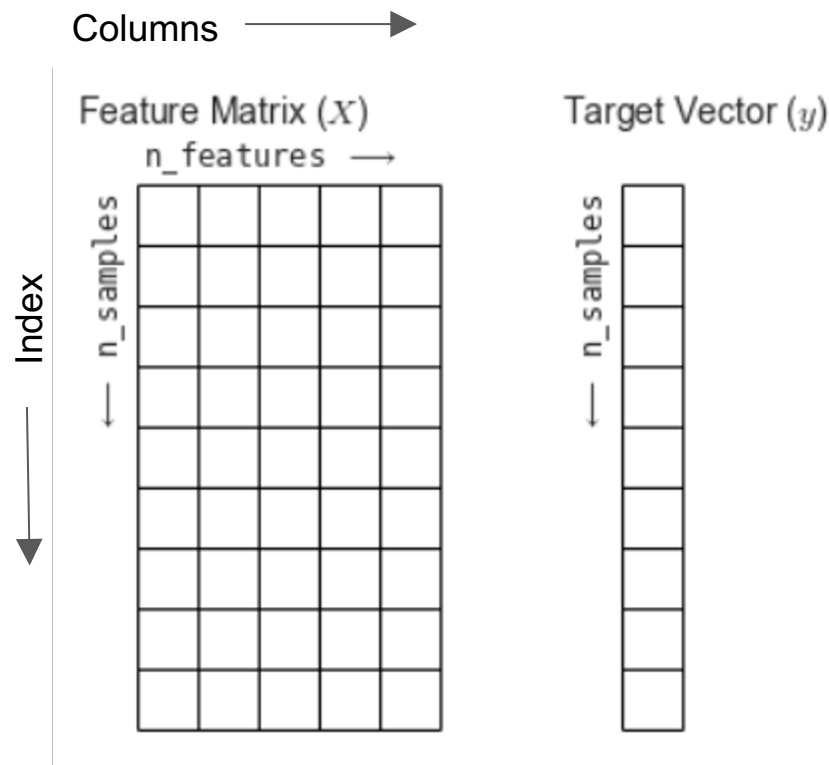 Columns
Feature Matrix (X)
n_features
n_samples
Index
Target Vector (y)
n_samples